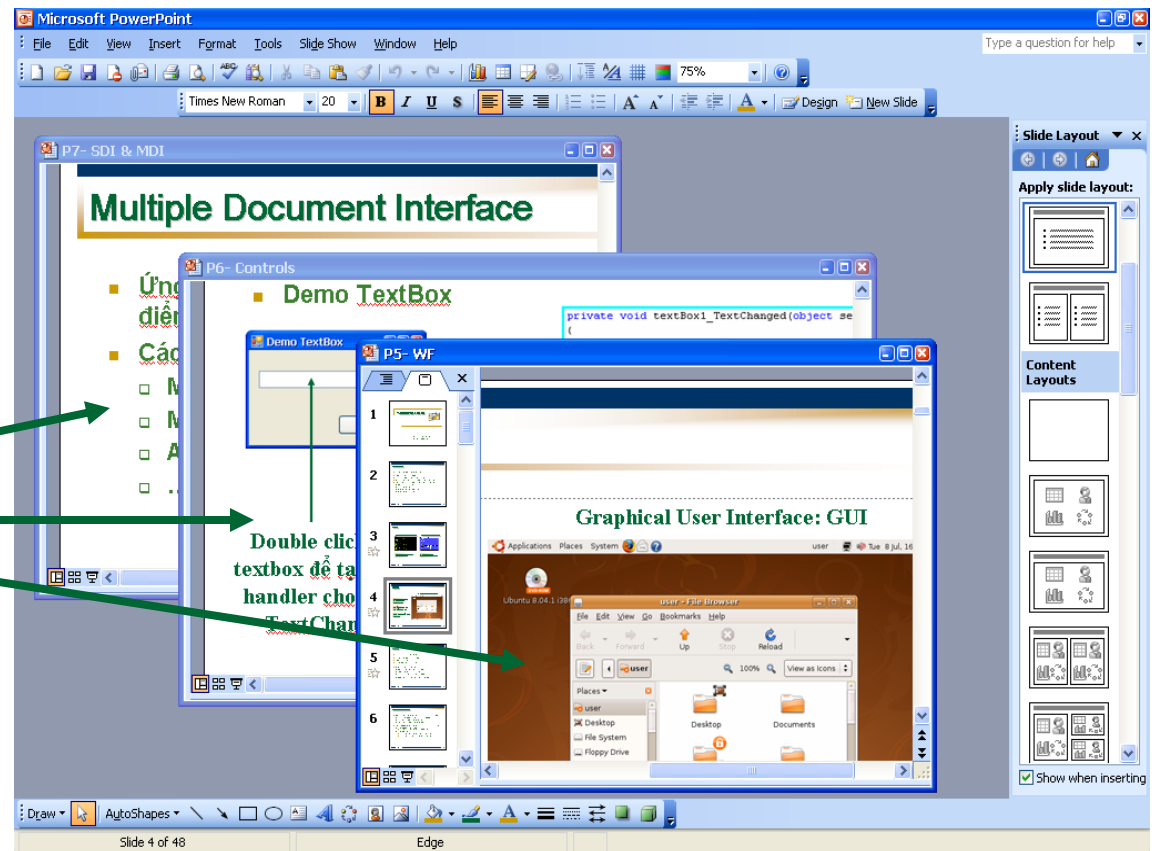 Microsoft PowerPoint
File Edit View Insert Format Tools Slide Show Window Help
Type a question for help
75%
Times New Roman 20 B I U S Design New Slide
P7- SDI & MDI
Multiple Document Interface
Các
P6- Controls
Demo TextBox
private void textBox1_TextChanged(object se
{
Demo TextBox
Double clic
textbox để tạ
handler cho
TextChan
P5- WF
1
2
3
4
5
6
Graphical User Interface: GUI
Applications Places System
user
Tue 8 Jul, 16
Ubuntu 8.04.1 i38
user - File Browser
File Edit View Go Bookmarks Help
Back Forward Up Stop Reload
user
100%
View as Icons
Places
user
Desktop
File System
Floppy Drive
Desktop
Documents
Slide Layout
Apply slide layout:
Content
Layouts
Show when inserting
Draw AutoShapes
Slide 4 of 48
Edge